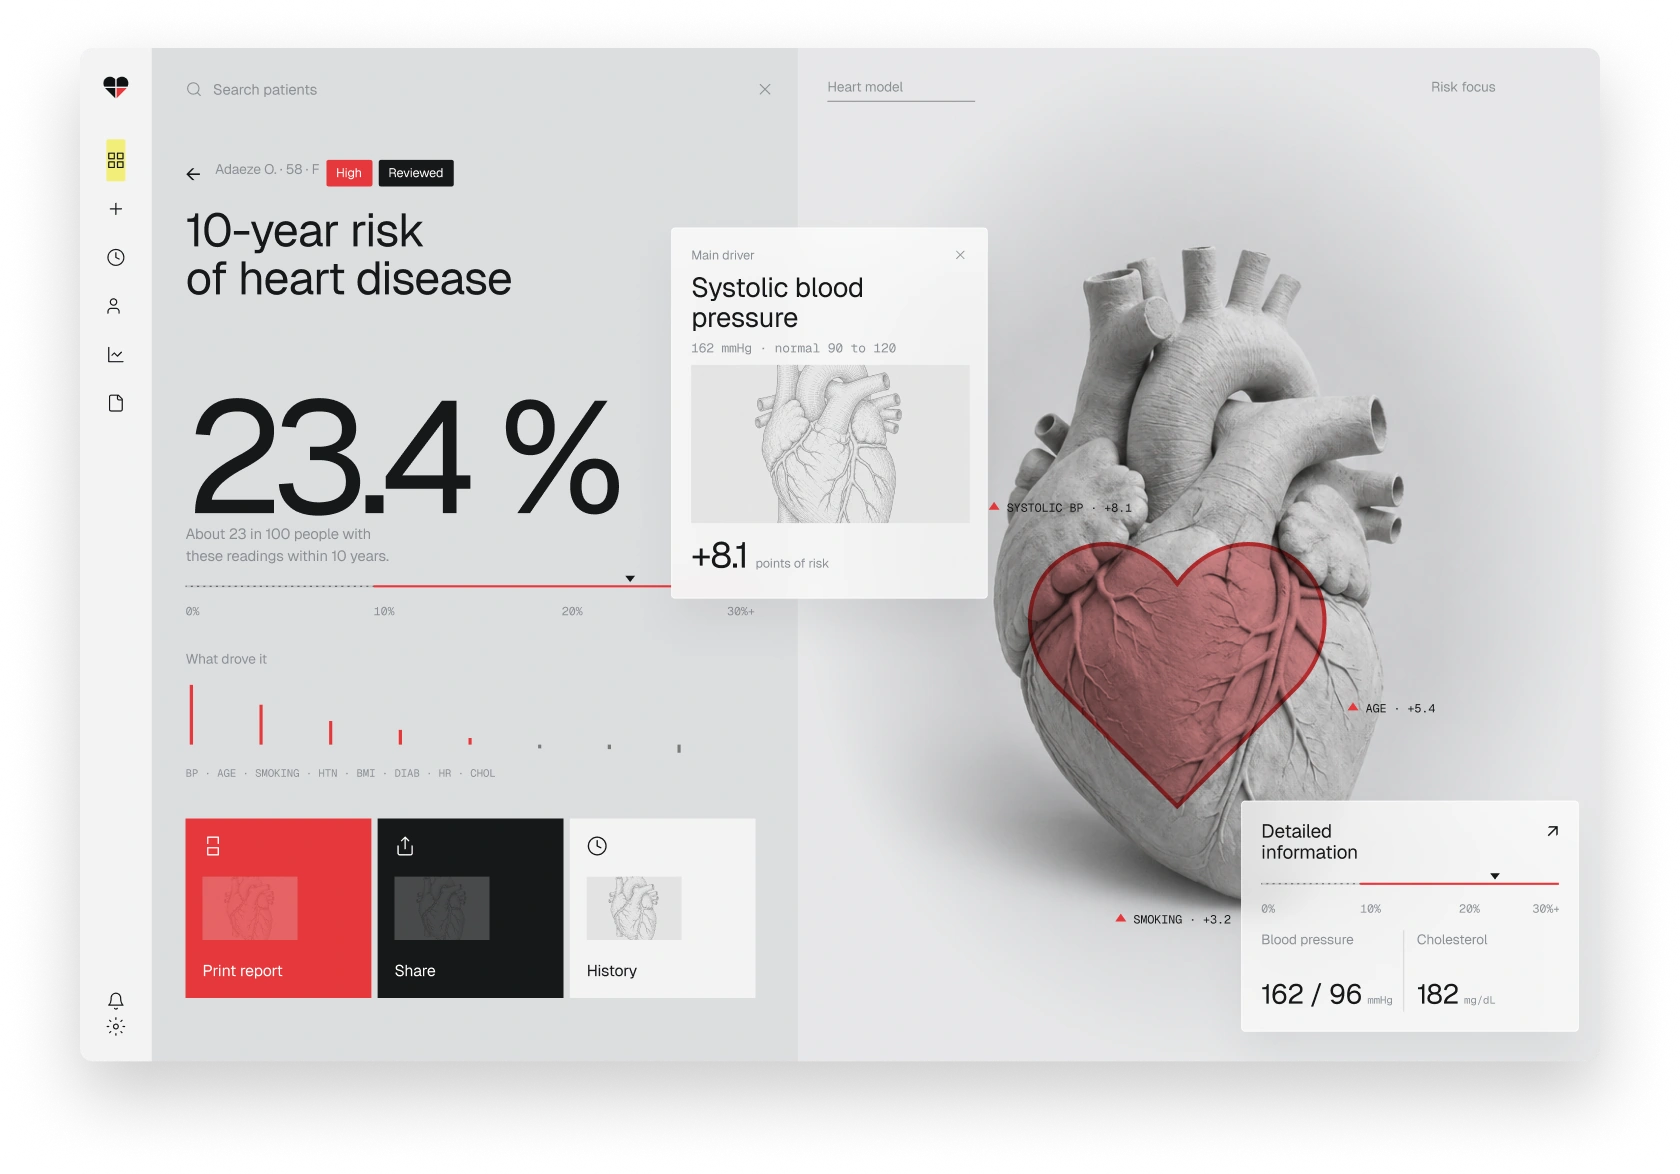 Search patients
Heart model
Risk focus
Adaeze O. · 58 · F
High
Reviewed
10-year risk
of heart disease
23.4 %
About 23 in 100 people with
these readings within 10 years.
0%
10%
20%
30%+
What drove it
BP · AGE · SMOKING · HTN · BMI · DIAB · HR · CHOL
Print report
Share
History
Main driver
Systolic blood
pressure
162 mmHg · normal 90 to 120
+8.1 points of risk
SYSTOLIC BP · +8.1
AGE · +5.4
SMOKING · +3.2
Detailed
information
0%
10%
20%
30%+
Blood pressure
Cholesterol
162 / 96 mmHg
182 mg/dL